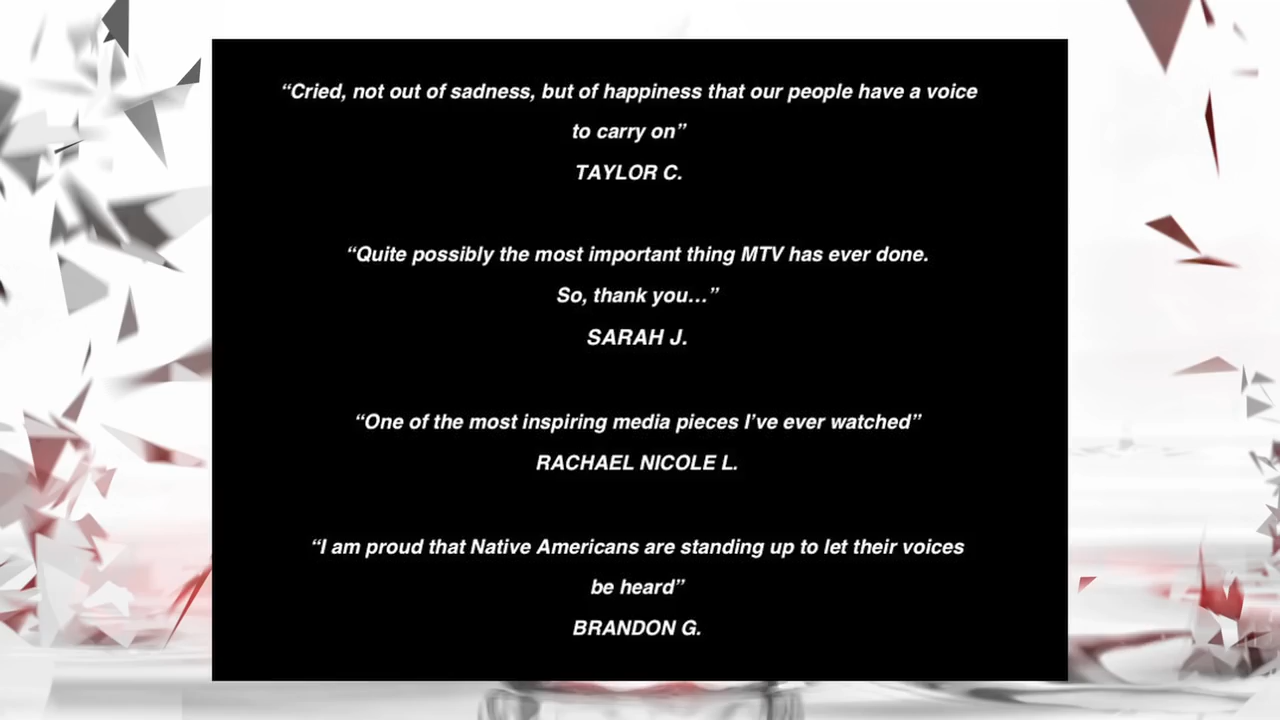 “Cried, not out of sadness, but of happiness that our people have a voice
to carry on”
TAYLOR C.
“Quite possibly the most important thing MTV has ever done.
So, thank you…”
SARAH J.
“One of the most inspiring media pieces I’ve ever watched”
RACHAEL NICOLE L.
“I am proud that Native Americans are standing up to let their voices
be heard”
BRANDON G.